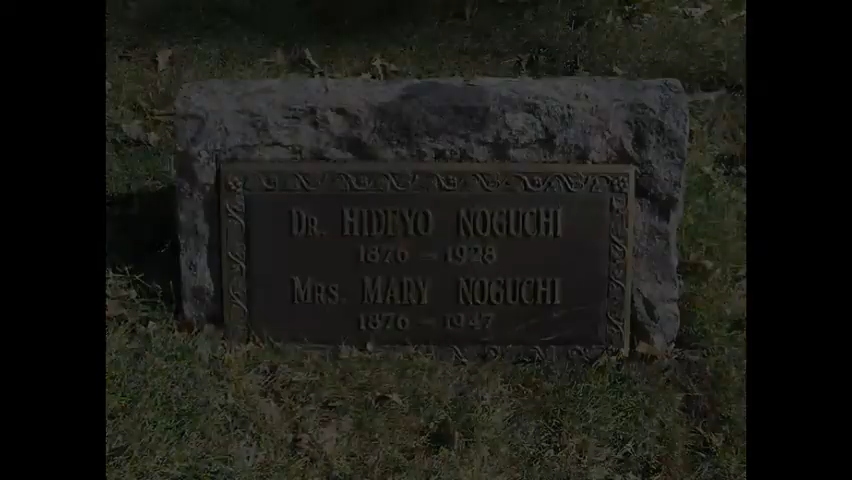 DR. HIDEYO NOGUCHI
1876 - 1928
MRS. MARY NOGUCHI
1876 - 1947